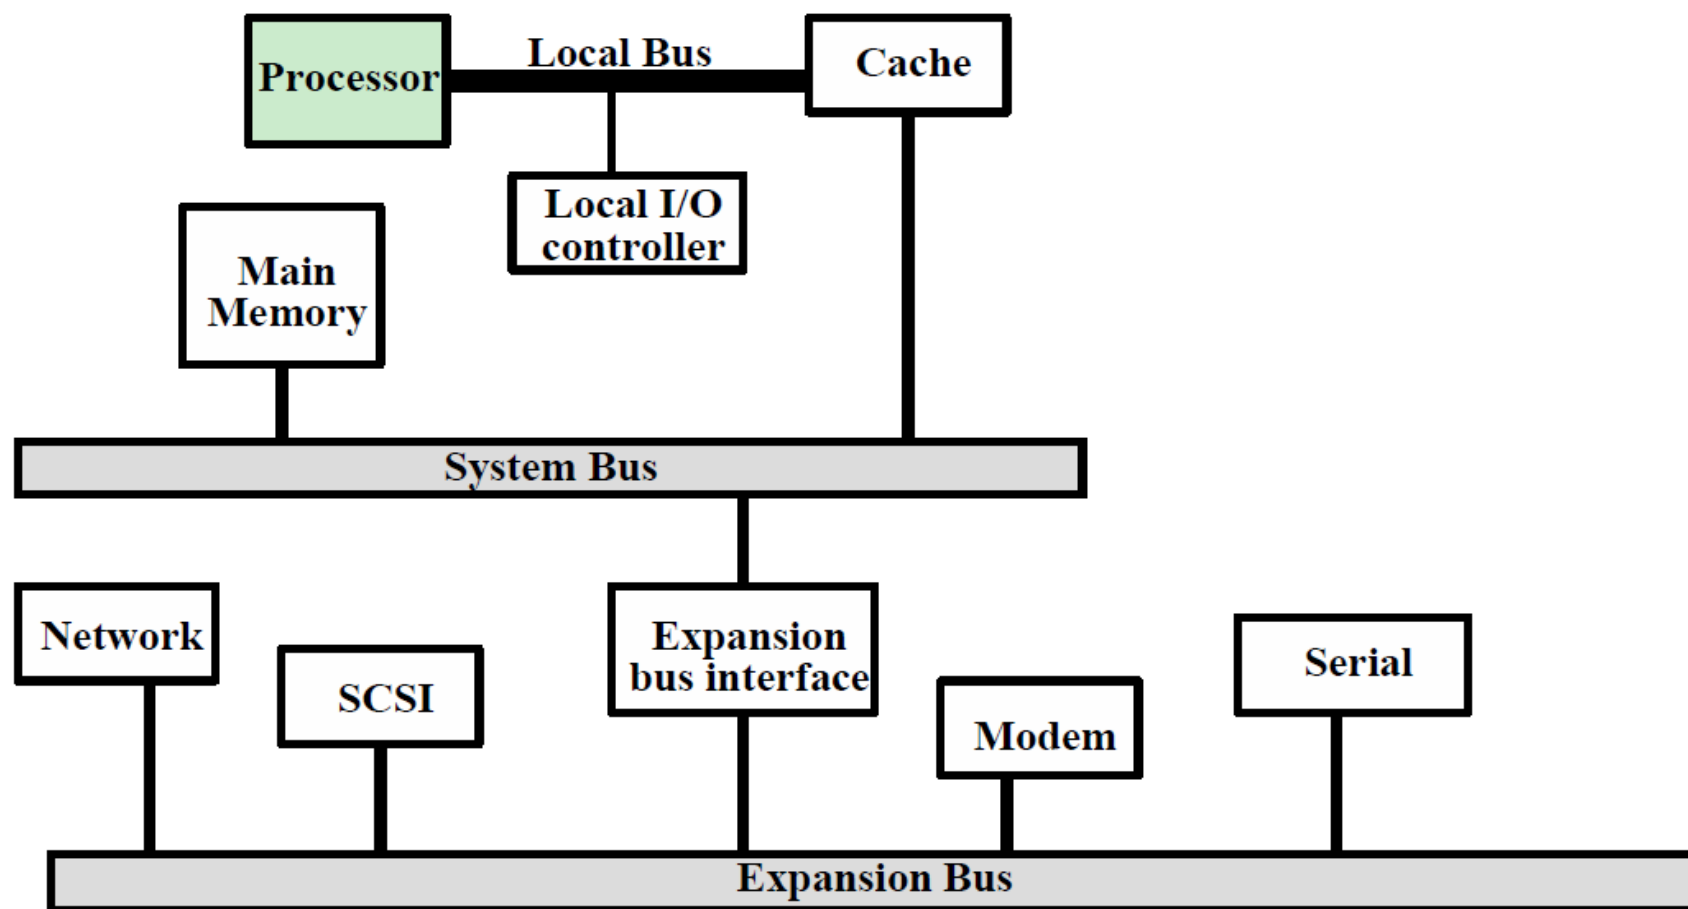 Processor
Local Bus
Cache
Local I/O
controller
Main
Memory
System Bus
Network
SCSI
Expansion
bus interface
Modem
Serial
Expansion Bus